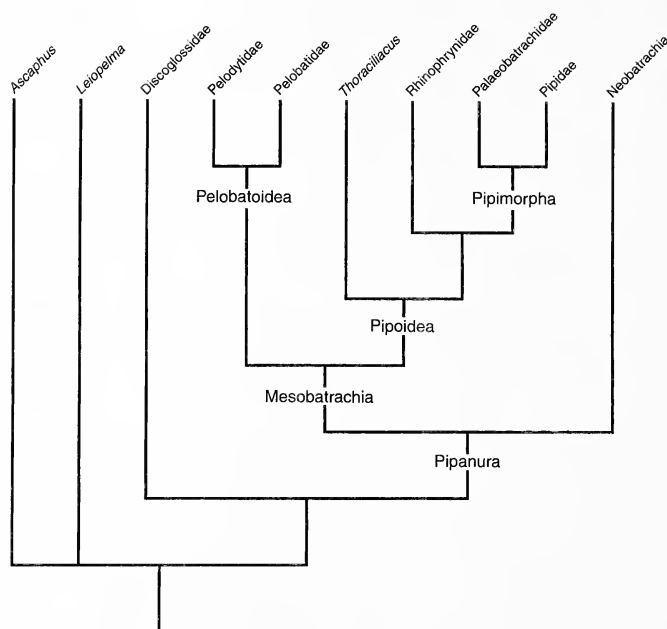 Ascaphus
Leiopelma
Discoglossidae
Pelodytidae
Pelobatidae
Thoraciliacus
Rhinophrynidae
Palaeobatrachidae
Pipidae
Neobatrachia
Pelobatoidea
Pipimorpha
Pipoidea
Mesobatrachia
Pipanura